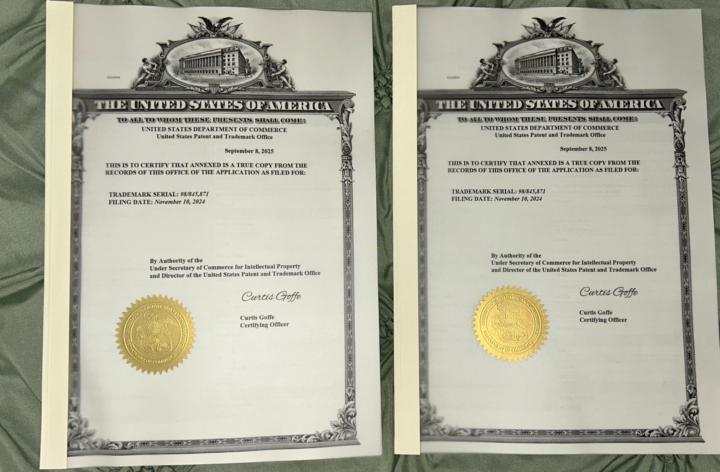 THE UNITED STATES OF AMERICA
TO ALL TO WHOM THESE PRESENTS, SHALL COME:
UNITED STATES DEPARTMENT OF COMMERCE
United States Patent and Trademark Office
September 8, 2025
THIS IS TO CERTIFY THAT ANNEXED IS A TRUE COPY FROM THE
RECORDS OF THIS OFFICE OF THE APPLICATION AS FILED FOR:
TRADEMARK SERIAL: 98/845,871
FILING DATE: November 10, 2024
By Authority of the
Under Secretary of Commerce for Intellectual Property
and Director of the United States Patent and Trademark Office
Curtis Goffe
Curtis Goffe
Certifying Officer
THE UNITED STATES OF AMERICA
TO ALL TO WHOM THESE PRESENTS, SHALL COME:
UNITED STATES DEPARTMENT OF COMMERCE
United States Patent and Trademark Office
September 8, 2025
THIS IS TO CERTIFY THAT ANNEXED IS A TRUE COPY FROM THE
RECORDS OF THIS OFFICE OF THE APPLICATION AS FILED FOR:
TRADEMARK SERIAL: 98/845,871
FILING DATE: November 10, 2024
By Authority of the
Under Secretary of Commerce for Intellectual Property
and Director of the United States Patent and Trademark Office
Curtis Goffe
Curtis Goffe
Certifying Officer